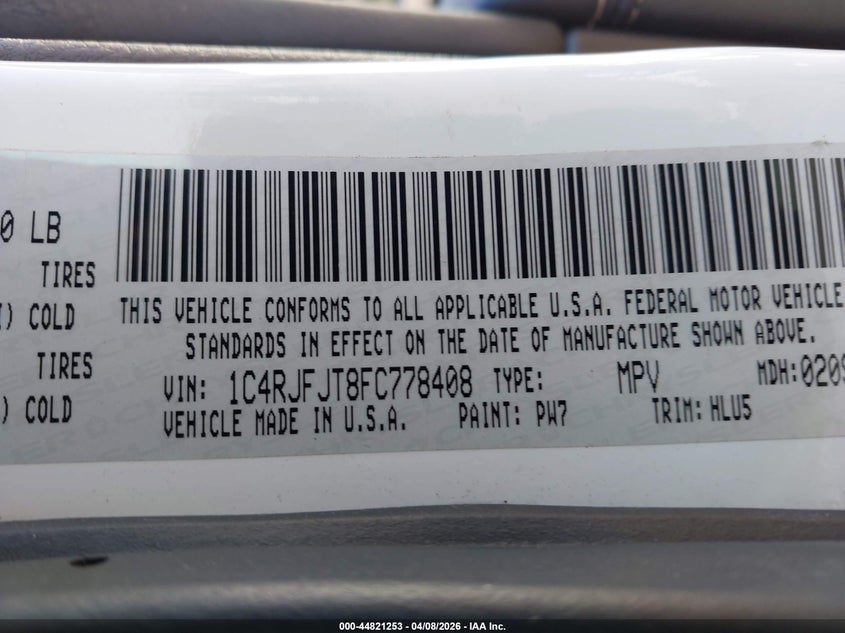 0 LB
TIRES
) COLD
TIRES
) COLD
THIS VEHICLE CONFORMS TO ALL APPLICABLE U.S.A. FEDERAL MOTOR VEHICLE
STANDARDS IN EFFECT ON THE DATE OF MANUFACTURE SHOWN ABOVE.
VIN: 1C4RJFJT8FC778408 TYPE: MPV MDH:0209
VEHICLE MADE IN U.S.A. PAINT: PW7 TRIM: HLU5
000-44821253 - 04/08/2026 - IAA Inc.